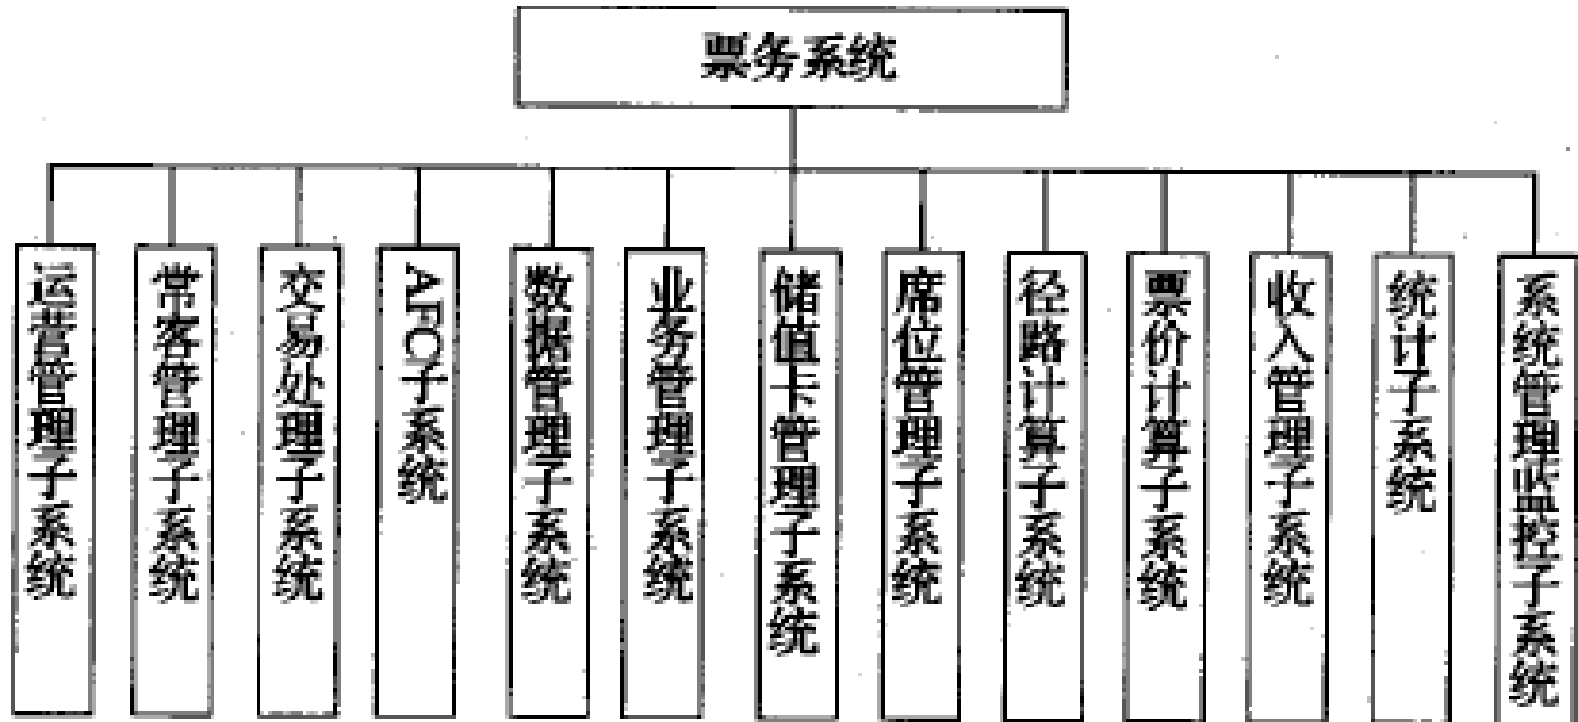 票务系统
运营管理子系统
常客管理子系统
交易处理子系统
AFC子系统
数据管理子系统
业务管理子系统
储值卡管理子系统
席位管理子系统
径路计算子系统
票价计算子系统
收入管理子系统
统计子系统
系统管理监控子系统